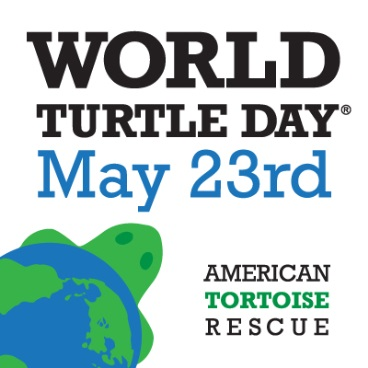 WORLD
TURTLE DAY®
May 23rd
AMERICAN
TORTOISE
RESCUE